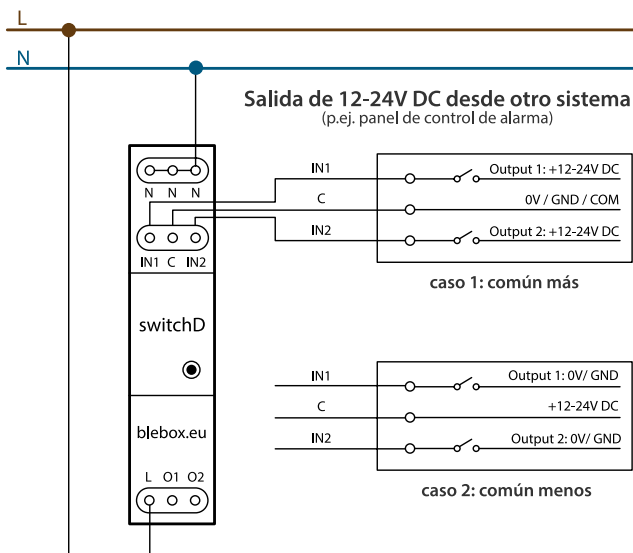 L
N
Salida de 12-24V DC desde otro sistema
(p.ej. panel de control de alarma)
N N N
IN1 C IN2
switchD
blebox.eu
L O1 O2
IN1
Output 1: +12-24V DC
C
0V / GND / COM
IN2
Output 2: +12-24V DC
caso 1: común más
IN1
Output 1: 0V/ GND
C
+12-24V DC
IN2
Output 2: 0V/ GND
caso 2: común menos